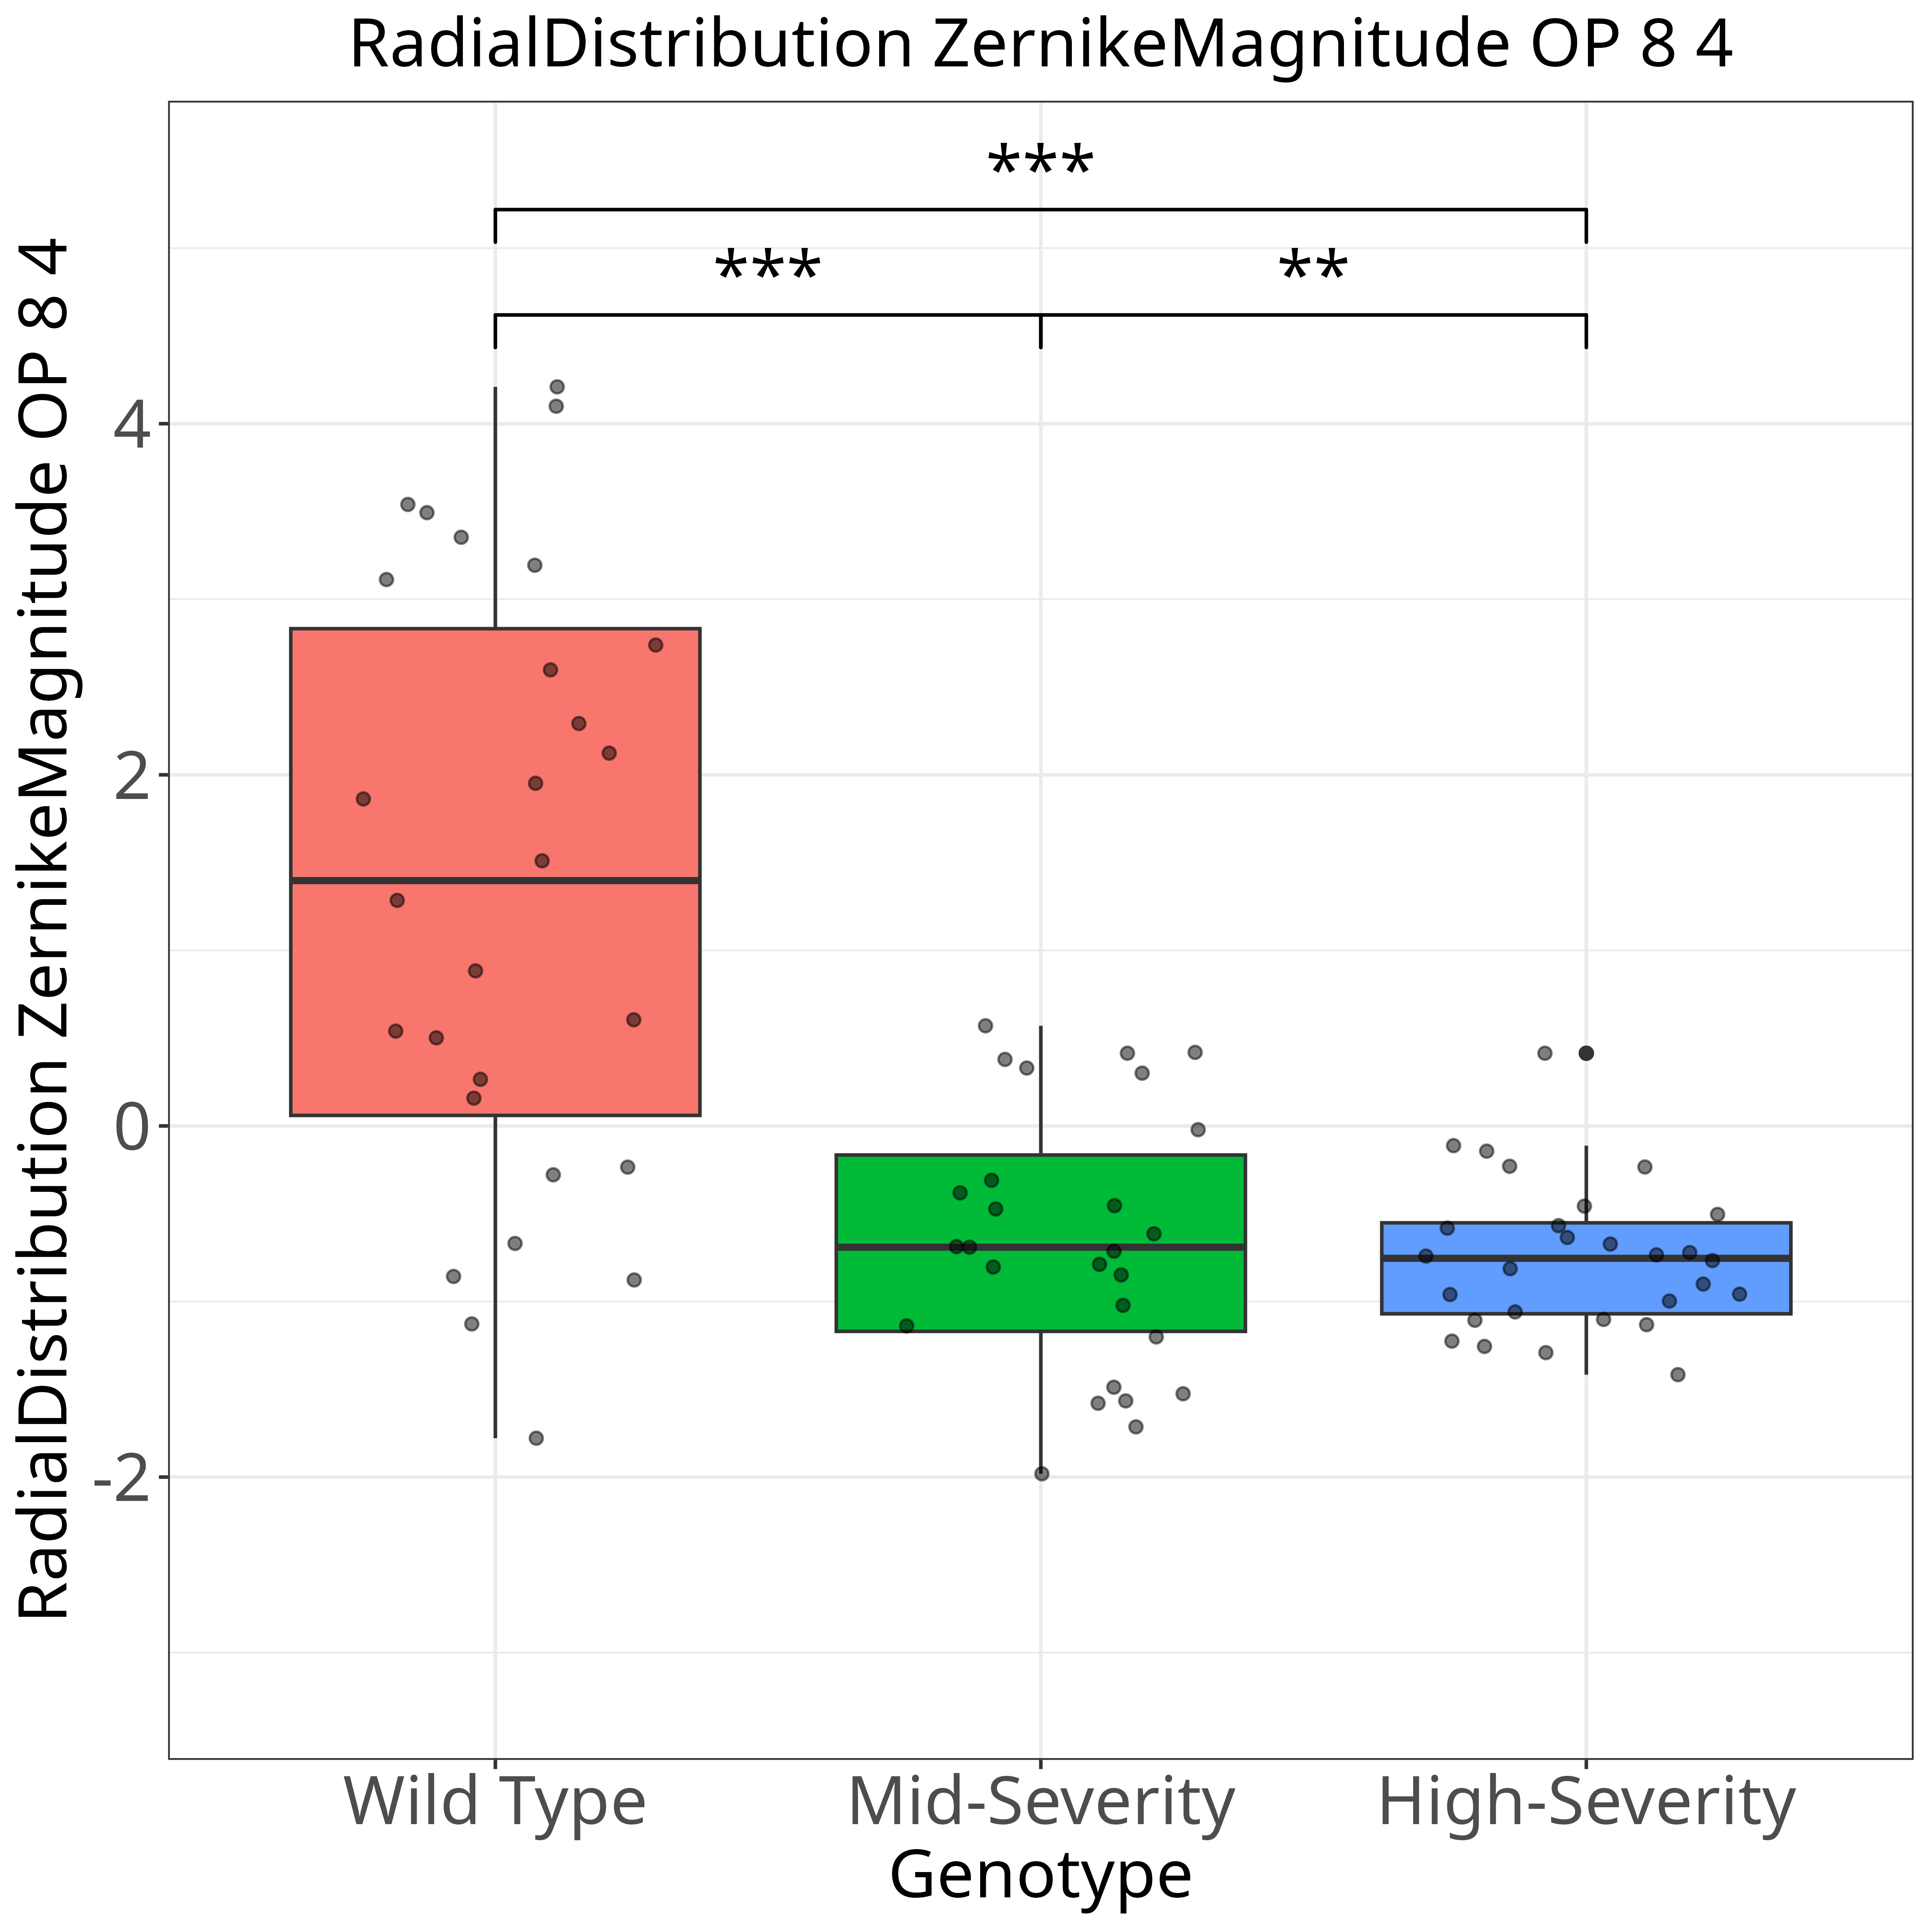 RadialDistribution ZernikeMagnitude OP 8 4
***
***
**
RadialDistribution ZernikeMagnitude OP 8 4
4
2
0
-2
Wild Type
Mid-Severity
High-Severity
Genotype